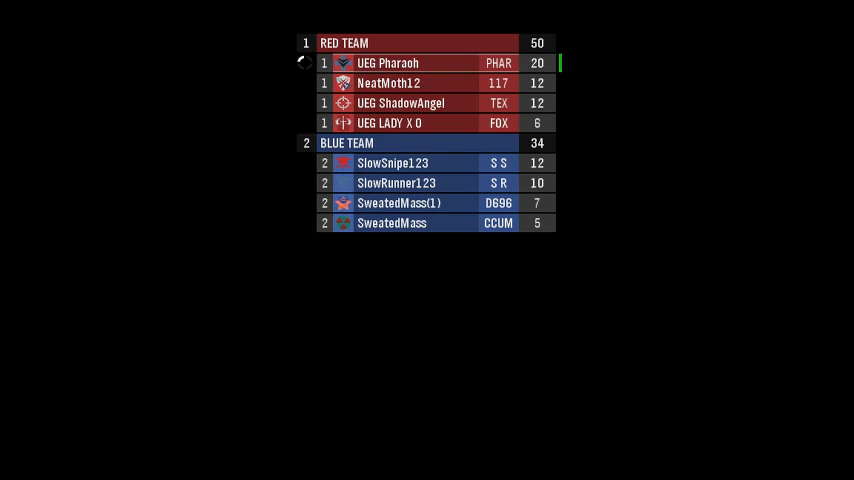 1 RED TEAM 50
1 UEG Pharaoh PHAR 20
1 NeatMoth12 117 12
1 UEG ShadowAngel TEX 12
1 UEG LADY X O FOX 6
2 BLUE TEAM 34
2 SlowSnipe123 S S 12
2 SlowRunner123 S R 10
2 SweatedMass(1) D696 7
2 SweatedMass CCUM 5